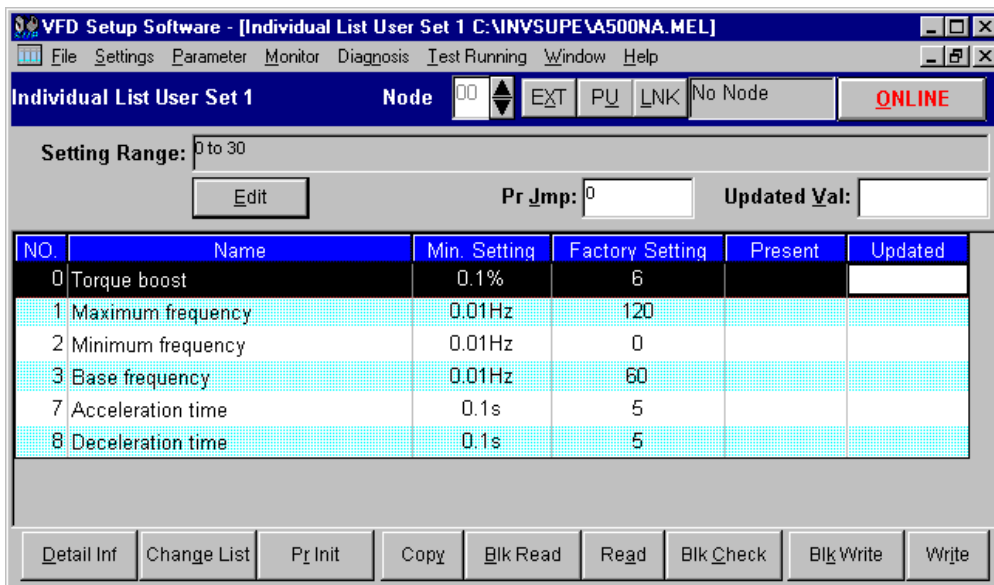 VFD Setup Software - [Individual List User Set 1 C:\INVSUPE\A500NA.MEL]
File Settings Parameter Monitor Diagnosis Test Running Window Help
Individual List User Set 1 Node 00 EXT PU LNK No Node ONLINE
Setting Range: 0 to 30
Edit Pr Jmp: 0 Updated Val:
NO. Name Min. Setting Factory Setting Present Updated
0 Torque boost 0.1% 6
1 Maximum frequency 0.01Hz 120
2 Minimum frequency 0.01Hz 0
3 Base frequency 0.01Hz 60
7 Acceleration time 0.1s 5
8 Deceleration time 0.1s 5
Detail Inf Change List Pr Init Copy Blk Read Read Blk Check Blk Write Write